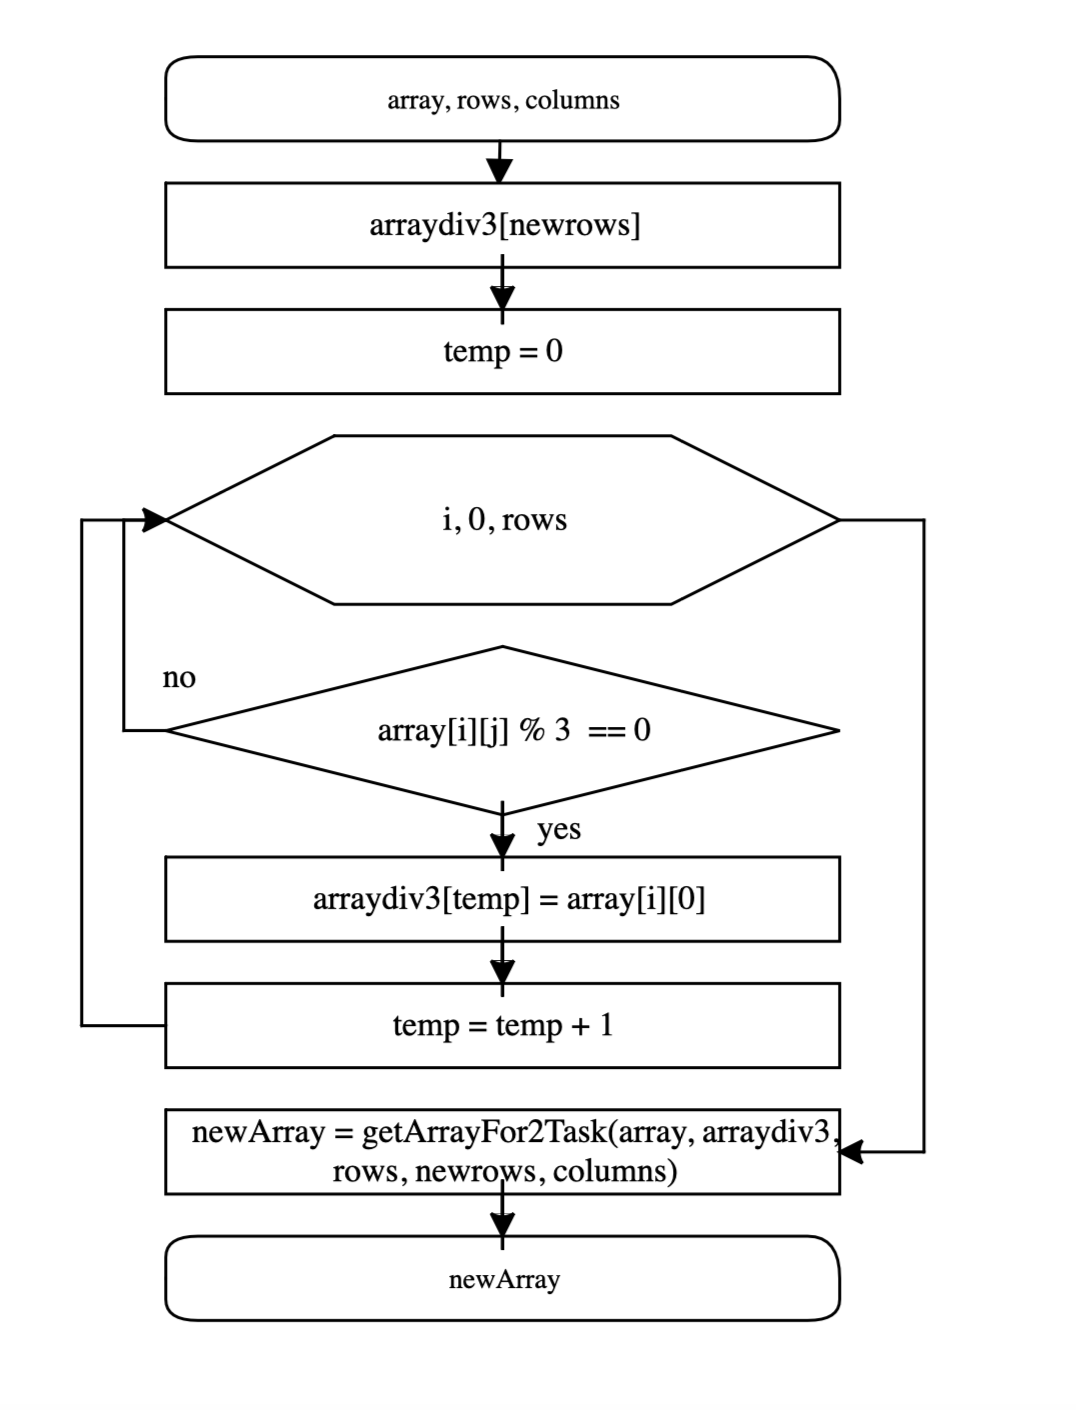 array, rows, columns
arraydiv3[newrows]
temp = 0
i, 0, rows
no
array[i][j] % 3  == 0
yes
arraydiv3[temp] = array[i][0]
temp = temp + 1
newArray = getArrayFor2Task(array, arraydiv3,
rows, newrows, columns)
newArray